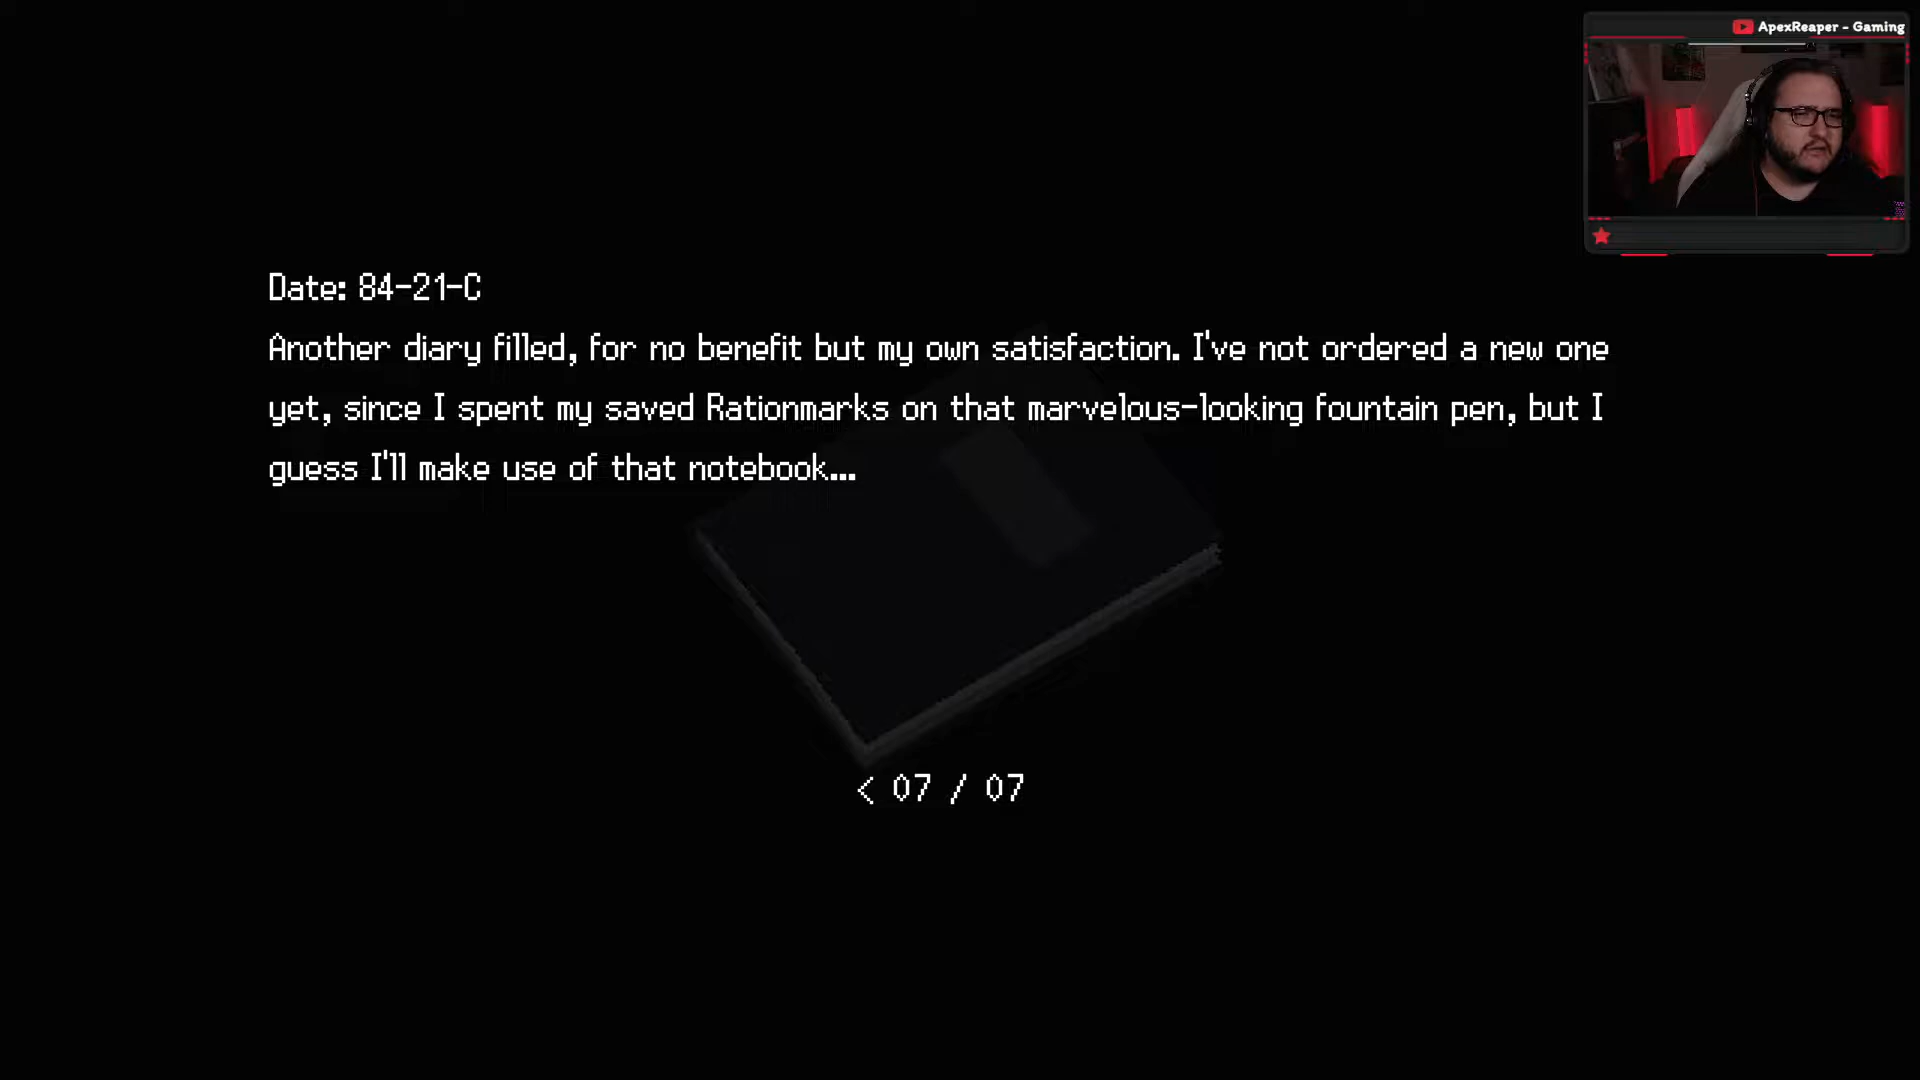 ApexReaper - Gaming
Date: 84-21-C
Another diary filled, for no benefit but my own satisfaction. I've not ordered a new one
yet, since I spent my saved Rationmarks on that marvelous-looking fountain pen, but I
guess I'll make use of that notebook...
< 07 / 07